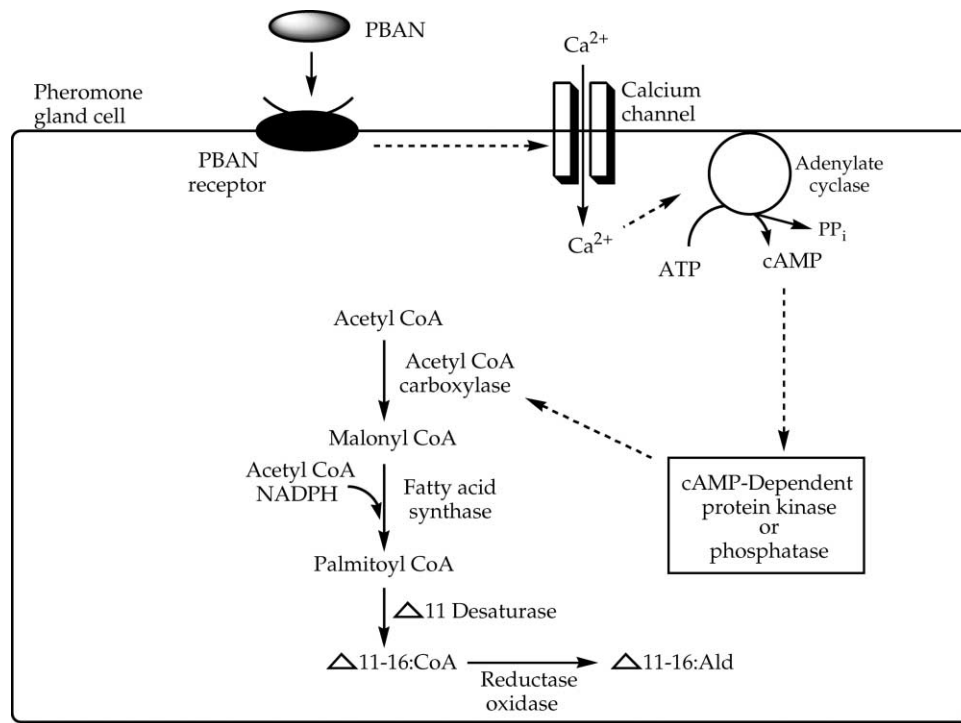 PBAN
Pheromone
gland cell
PBAN
receptor
Ca2+
Calcium
channel
Ca2+
Adenylate
cyclase
ATP
cAMP
PPi
Acetyl CoA
Acetyl CoA
carboxylase
Malonyl CoA
Acetyl CoA
NADPH
Fatty acid
synthase
Palmitoyl CoA
△11 Desaturase
△11-16:CoA
Reductase
oxidase
△11-16:Ald
cAMP-Dependent
protein kinase
or
phosphatase